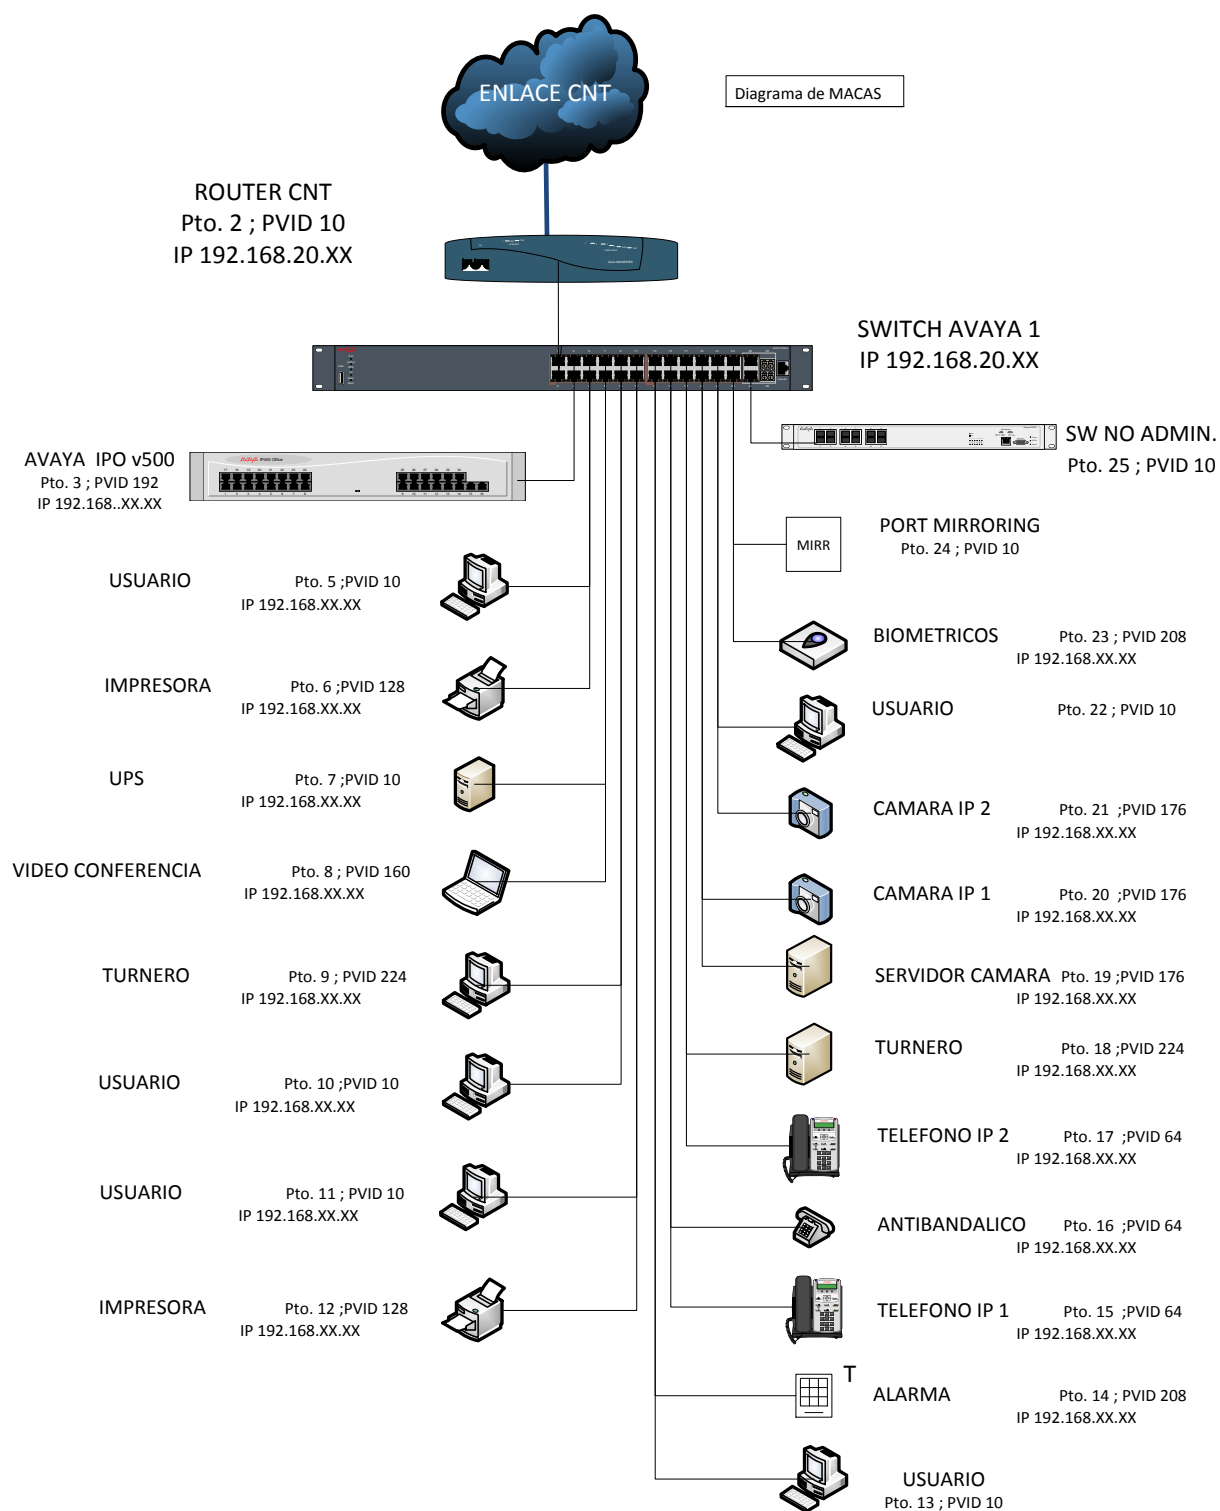 ENLACE CNT
Diagrama de MACAS
ROUTER CNT
Pto. 2 ; PVID 10
IP 192.168.20.XX
SWITCH AVAYA 1
IP 192.168.20.XX
SW NO ADMIN.
Pto. 25 ; PVID 10
AVAYA IPO v500
Pto. 3 ; PVID 192
IP 192.168..XX.XX
PORT MIRRORING
Pto. 24 ; PVID 10
MIRR
USUARIO
Pto. 5 ;PVID 10
IP 192.168.XX.XX
BIOMETRICOS
Pto. 23 ; PVID 208
IP 192.168.XX.XX
IMPRESORA
Pto. 6 ;PVID 128
IP 192.168.XX.XX
USUARIO
Pto. 22 ; PVID 10
UPS
Pto. 7 ;PVID 10
IP 192.168.XX.XX
CAMARA IP 2
Pto. 21 ;PVID 176
IP 192.168.XX.XX
VIDEO CONFERENCIA
Pto. 8 ; PVID 160
IP 192.168.XX.XX
CAMARA IP 1
Pto. 20 ;PVID 176
IP 192.168.XX.XX
TURNERO
Pto. 9 ; PVID 224
IP 192.168.XX.XX
SERVIDOR CAMARA
Pto. 19 ;PVID 176
IP 192.168.XX.XX
USUARIO
Pto. 10 ;PVID 10
IP 192.168.XX.XX
TURNERO
Pto. 18 ;PVID 224
IP 192.168.XX.XX
TELEFONO IP 2
Pto. 17 ;PVID 64
IP 192.168.XX.XX
USUARIO
Pto. 11 ; PVID 10
IP 192.168.XX.XX
ANTIBANDALICO
Pto. 16 ;PVID 64
IP 192.168.XX.XX
IMPRESORA
Pto. 12 ;PVID 128
IP 192.168.XX.XX
TELEFONO IP 1
Pto. 15 ;PVID 64
IP 192.168.XX.XX
T
ALARMA
Pto. 14 ; PVID 208
IP 192.168.XX.XX
USUARIO
Pto. 13 ; PVID 10